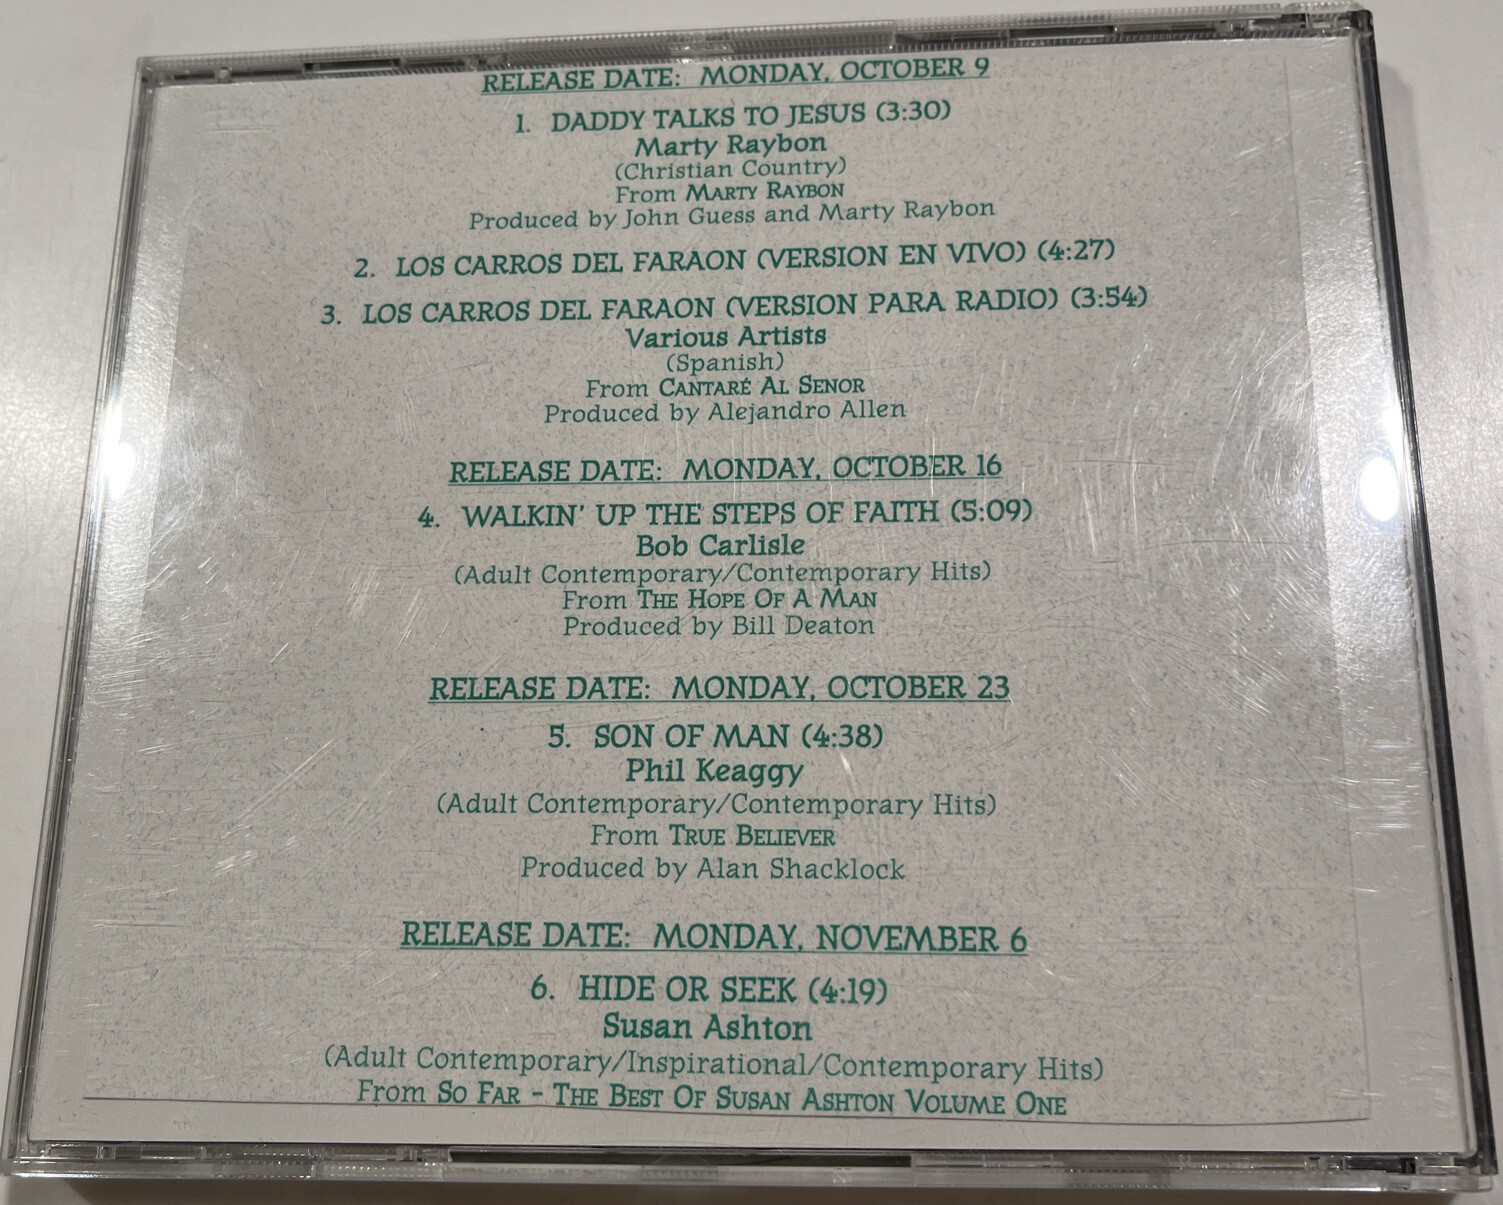 RELEASE DATE: MONDAY, OCTOBER 9
1. DADDY TALKS TO JESUS (3:30)
Marty Raybon
(Christian Country)
From MARTY RAYBON
Produced by John Guess and Marty Raybon
2. LOS CARROS DEL FARAON (VERSION EN VIVO) (4:27)
3. LOS CARROS DEL FARAON (VERSION PARA RADIO) (3:54)
Various Artists
(Spanish)
From CANTARÉ AL SENOR
Produced by Alejandro Allen
RELEASE DATE: MONDAY, OCTOBER 16
4. WALKIN' UP THE STEPS OF FAITH (5:09)
Bob Carlisle
(Adult Contemporary/Contemporary Hits)
From THE HOPE OF A MAN
Produced by Bill Deaton
RELEASE DATE: MONDAY, OCTOBER 23
5. SON OF MAN (4:38)
Phil Keaggy
(Adult Contemporary/Contemporary Hits)
From TRUE BELIEVER
Produced by Alan Shacklock
RELEASE DATE: MONDAY, NOVEMBER 6
6. HIDE OR SEEK (4:19)
Susan Ashton
(Adult Contemporary/Inspirational/Contemporary Hits)
From SO FAR - THE BEST OF SUSAN ASHTON VOLUME ONE